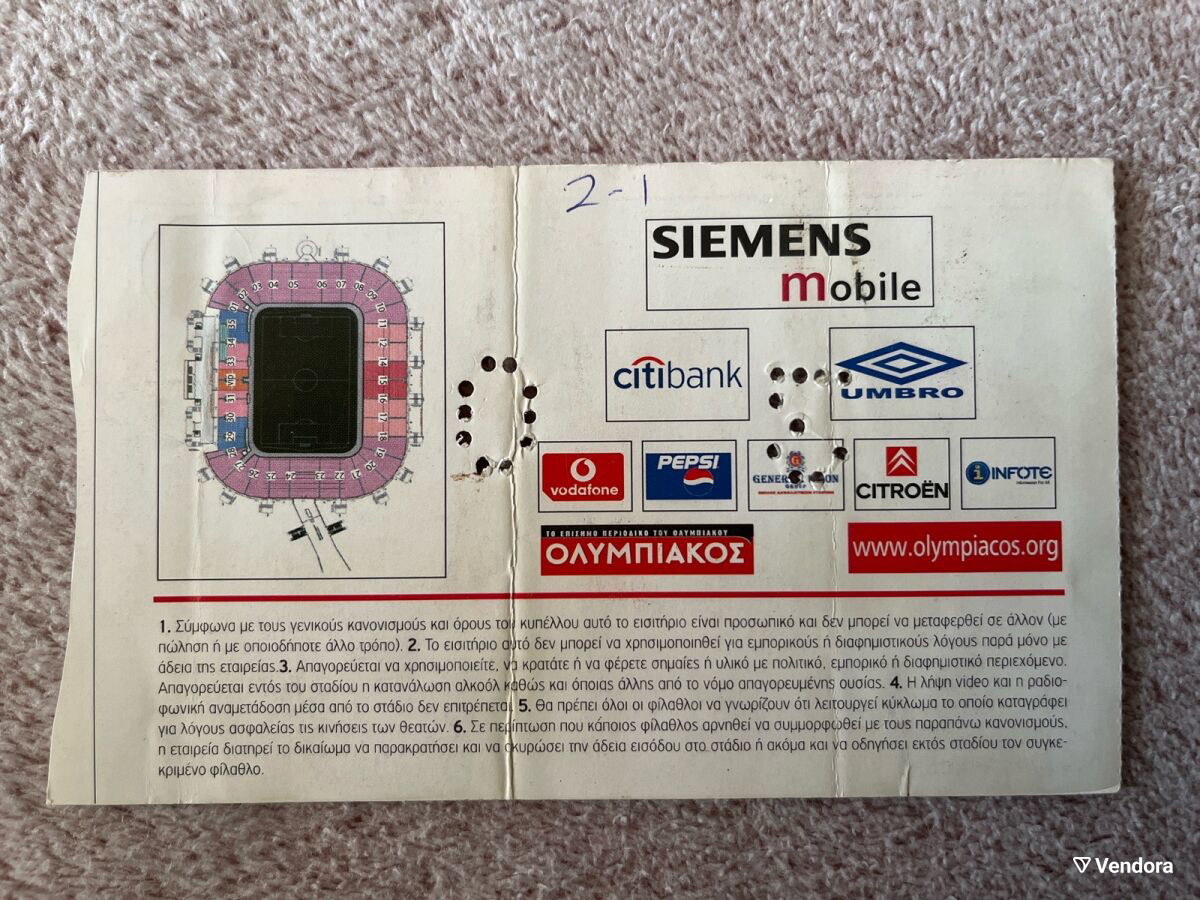 2-1
SIEMENS
mobile
citibank
UMBRO
vodafone
PEPSI
CITROËN
INFOTE
ΤΟ ΕΠΙΣΗΜΟ ΠΕΡΙΟΔΙΚΟ ΤΟΥ ΟΛΥΜΠΙΑΚΟΥ
ΟΛΥΜΠΙΑΚΟΣ
www.olympiacos.org
1. Σύμφωνα με τους γενικούς κανονισμούς και όρους του κυπέλλου αυτό το εισιτήριο είναι προσωπικό και δεν μπορεί να μεταφερθεί σε άλλον (με
πώληση ή με οποιοδήποτε άλλο τρόπο). 2. Το εισιτήριο αυτό δεν μπορεί να χρησιμοποιηθεί για εμπορικούς ή διαφημιστικούς λόγους παρά μόνο με
άδεια της εταιρείας.3. Απαγορεύεται να χρησιμοποιείτε, να κρατάτε ή να φέρετε σημαίες ή υλικό με πολιτικό, εμπορικό ή διαφημιστικό περιεχόμενο.
Απαγορεύεται εντός του σταδίου η κατανάλωση αλκοόλ καθώς και όποιας άλλης από το νόμο απαγορευμένης ουσίας. 4. Η λήψη video και η ραδιο-
φωνική αναμετάδοση μέσα από το στάδιο δεν επιτρέπεται. 5. Θα πρέπει όλοι οι φίλαθλοι να γνωρίζουν ότι λειτουργεί κύκλωμα το οποίο καταγράφει
για λόγους ασφαλείας τις κινήσεις των θεατών. 6. Σε περίπτωση που κάποιος φίλαθλος αρνηθεί να συμμορφωθεί με τους παραπάνω κανονισμούς,
η εταιρεία διατηρεί το δικαίωμα να παρακρατήσει και να ακυρώσει την άδεια εισόδου στο στάδιο ή ακόμα και να οδηγήσει εκτός σταδίου τον συγκε-
κριμένο φίλαθλο.
Vendora